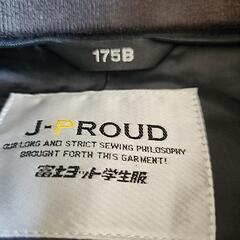 175B
J-PROUD
OUR LONG AND STRICT SEWING PHILOSOPHY
BROUGHT FORTH THIS GARMENT!
富士ヨット学生服